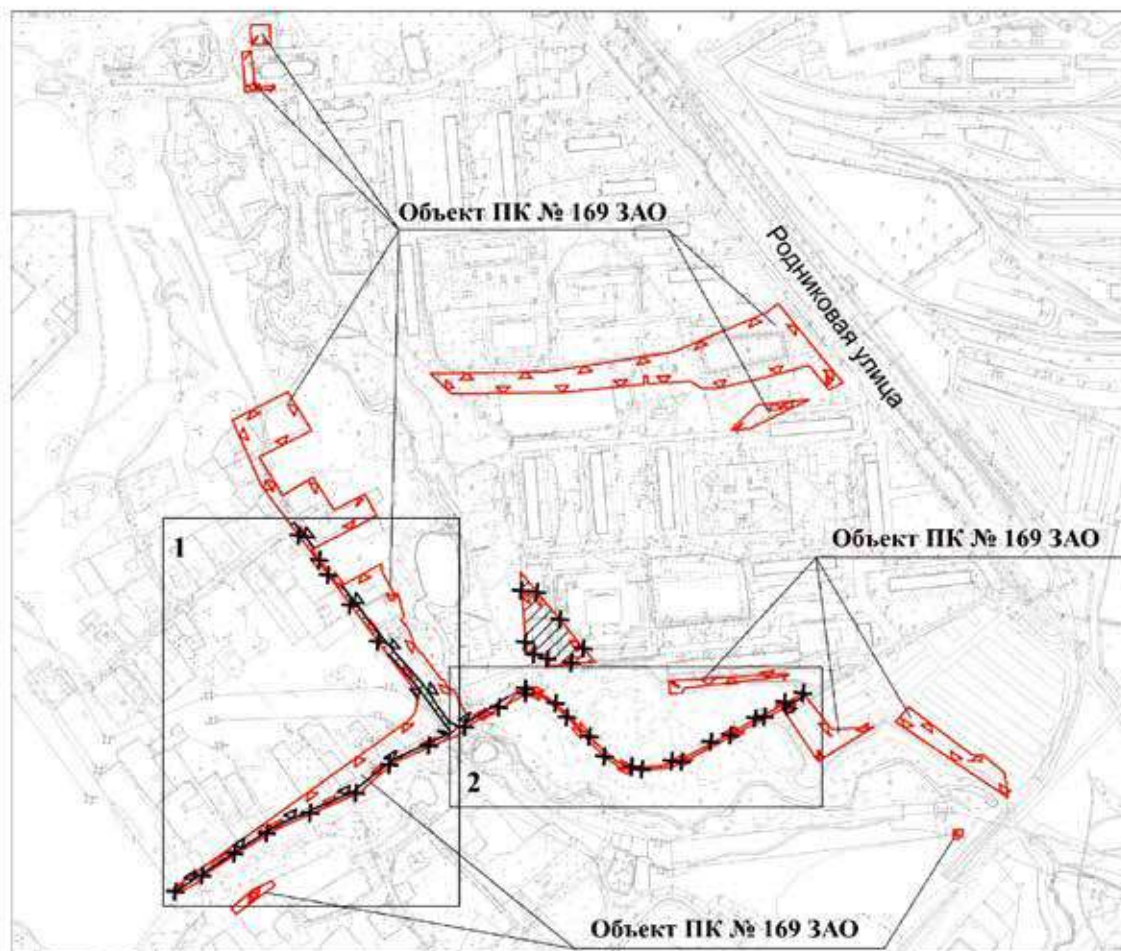 Объект ПК № 169 ЗАО
Родниковая улица
1
Объект ПК № 169 ЗАО
2
Объект ПК № 169 ЗАО